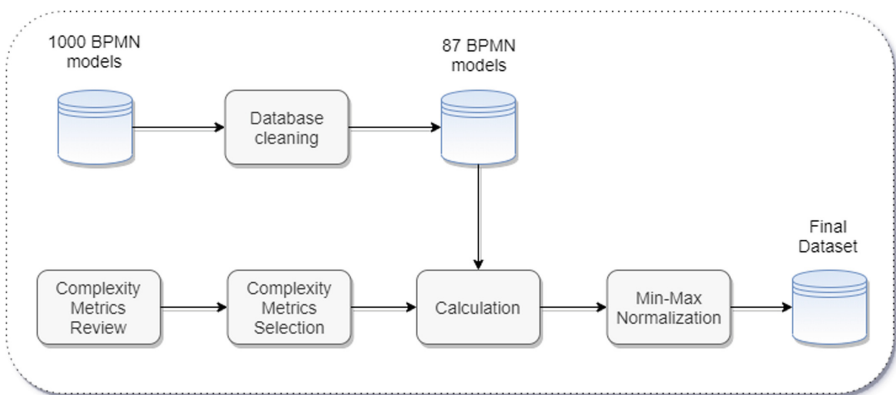 1000 BPMN
models
87 BPMN
models
Database
cleaning
Final
Dataset
Complexity
Metrics
Review
Complexity
Metrics
Selection
Calculation
Min-Max
Normalization